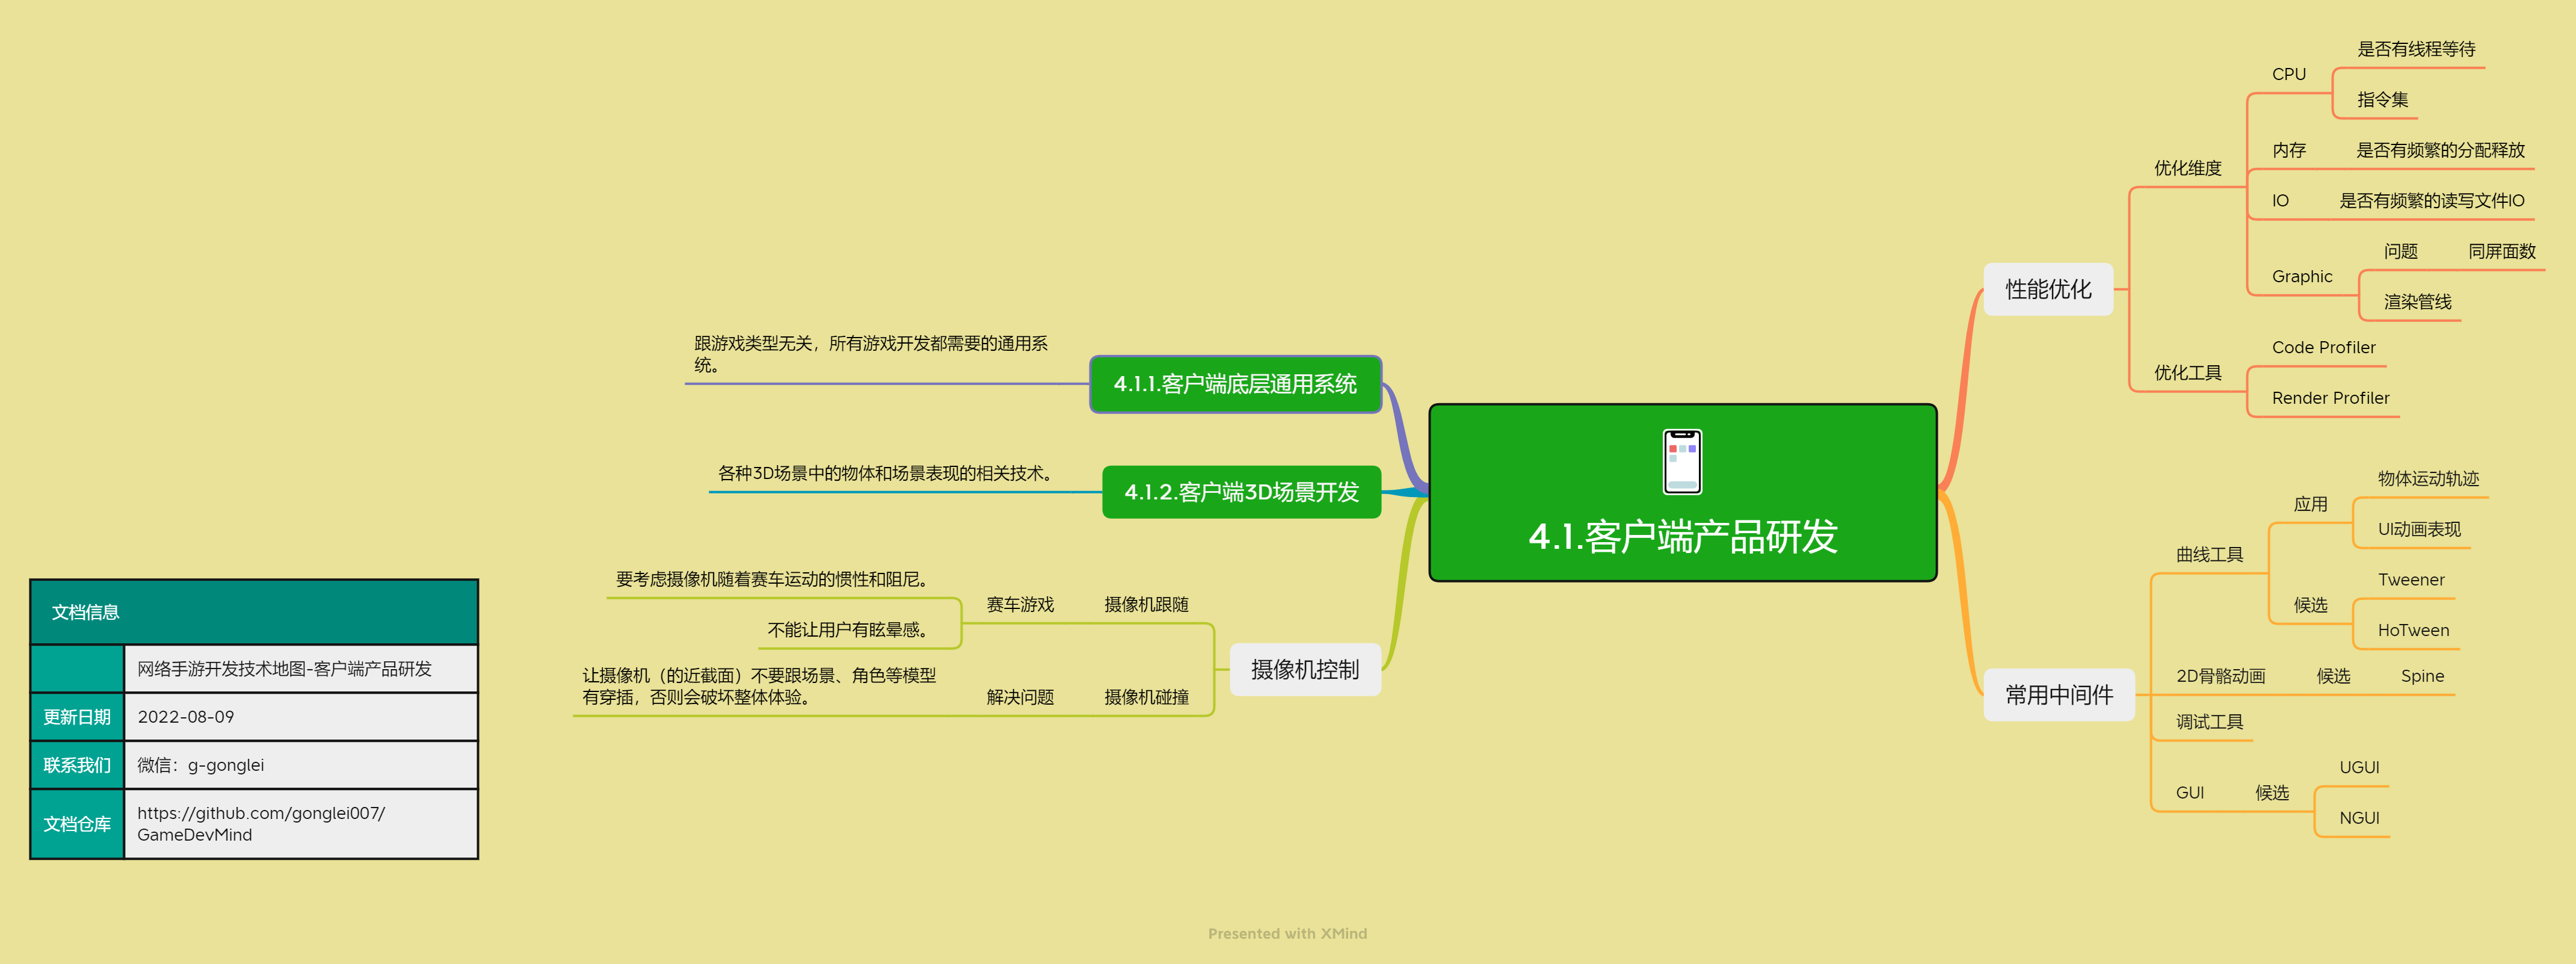 4.1.客户端产品研发
性能优化
优化维度
CPU
是否有线程等待
指令集
内存
是否有频繁的分配释放
IO
是否有频繁的读写文件IO
Graphic
问题
同屏面数
渲染管线
优化工具
Code Profiler
Render Profiler
常用中间件
曲线工具
应用
物体运动轨迹
UI动画表现
候选
Tweener
HoTween
2D骨骼动画
候选
Spine
调试工具
GUI
候选
UGUI
NGUI
4.1.1.客户端底层通用系统
跟游戏类型无关，所有游戏开发都需要的通用系
统。
4.1.2.客户端3D场景开发
各种3D场景中的物体和场景表现的相关技术。
摄像机控制
摄像机跟随
赛车游戏
要考虑摄像机随着赛车运动的惯性和阻尼。
不能让用户有眩晕感。
摄像机碰撞
解决问题
让摄像机（的近截面）不要跟场景、角色等模型
有穿插，否则会破坏整体体验。
文档信息
网络手游开发技术地图-客户端产品研发
更新日期
2022-08-09
联系我们
微信：g-gonglei
文档仓库
https://github.com/gonglei007/
GameDevMind
Presented with XMind